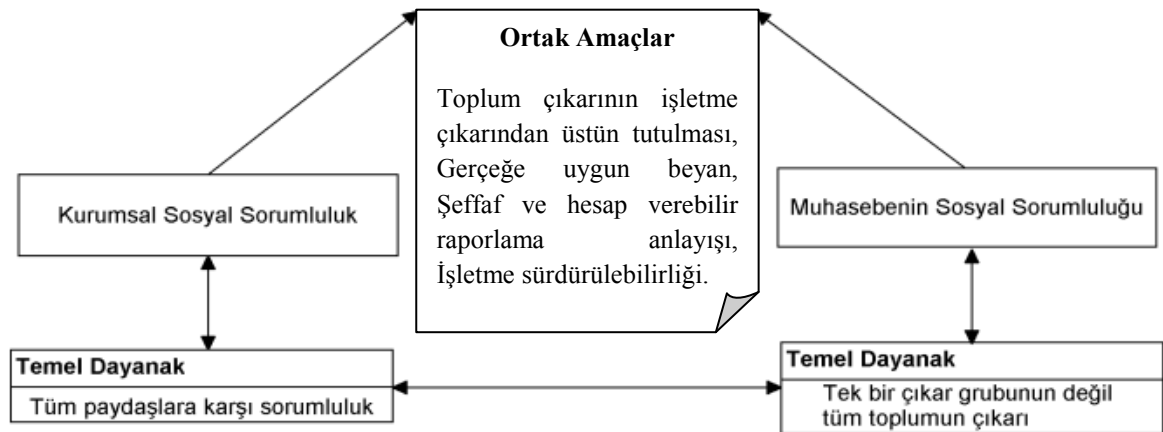 Ortak Amaçlar
Toplum çıkarının işletme
çıkarından üstün tutulması,
Gerçeğe uygun beyan,
Şeffaf ve hesap verebilir
raporlama anlayışı,
İşletme sürdürülebilirliği.
Kurumsal Sosyal Sorumluluk
Muhasebenin Sosyal Sorumluluğu
Temel Dayanak
Tüm paydaşlara karşı sorumluluk
Temel Dayanak
Tek bir çıkar grubunun değil
tüm toplumun çıkarı